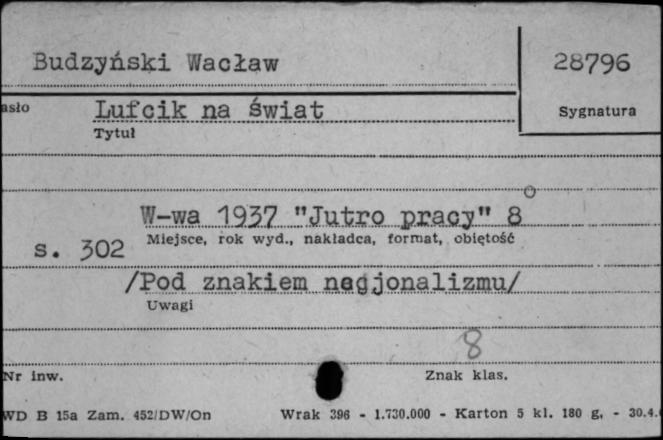 Budzyński Wacław
28796
asło
Lufcik na świat
Sygnatura
Tytuł
W-wa 1937 "Jutro pracy" 8°
s. 302
Miejsce, rok wyd., nakładca, format, objętość
/Pod znakiem nacjonalizmu/
Uwagi
8
Nr inw.
Znak klas.
WD B 15a Zam. 452/DW/On
Wrak 396 - 1.730.000 - Karton 5 kl. 180 g. - 30.4.